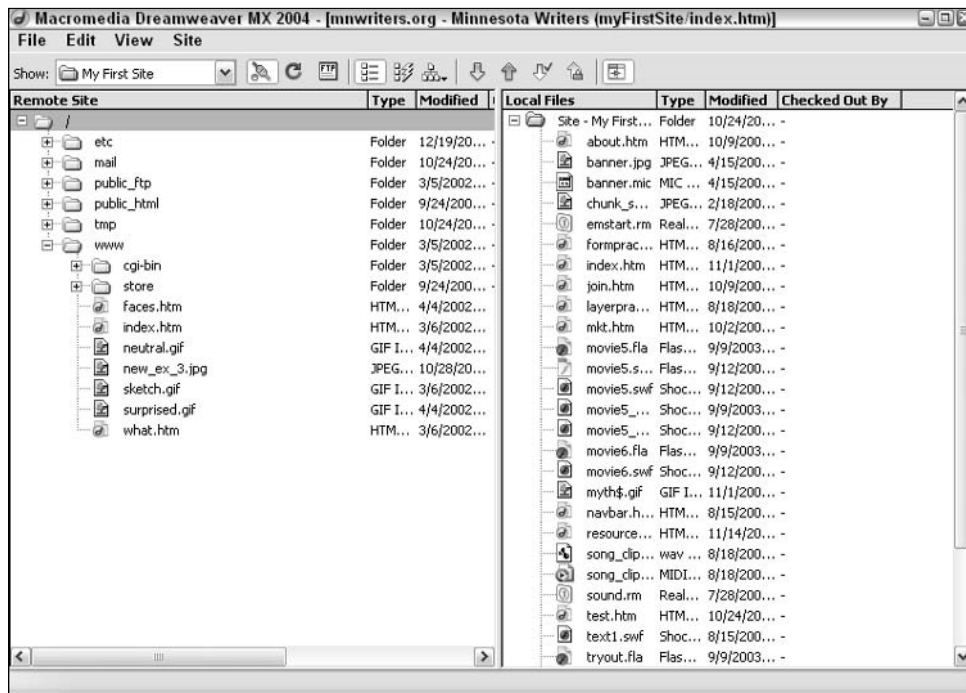 Macromedia Dreamweaver MX 2004 - [mnwriters.org - Minnesota Writers (myFirstSite/index.htm)]
File Edit View Site
Show: My First Site FTP
Remote Site Type Modified
/
etc Folder 12/19/20... -
mail Folder 10/24/20... -
public_ftp Folder 3/5/2002... -
public_html Folder 9/24/200... -
tmp Folder 10/24/20... -
www Folder 3/5/2002... -
cgi-bin Folder 3/5/2002... -
store Folder 9/24/200... -
faces.htm HTM... 4/4/2002...
index.htm HTM... 3/6/2002...
neutral.gif GIF I... 4/4/2002...
new_ex_3.jpg JPEG... 10/28/20...
sketch.gif GIF I... 3/6/2002...
surprised.gif GIF I... 4/4/2002...
what.htm HTM... 3/6/2002...
Local Files Type Modified Checked Out By
Site - My First... Folder 10/24/20... -
about.htm HTM... 10/9/200... -
banner.jpg JPEG... 4/15/200... -
banner.mic MIC ... 4/15/200... -
chunk_s... JPEG... 2/18/200... -
emstart.rm Real... 7/28/200... -
formprac... HTM... 8/16/200... -
index.htm HTM... 11/1/200... -
join.htm HTM... 10/9/200... -
layerpra... HTM... 8/18/200... -
mkt.htm HTM... 10/2/200... -
movie5.fla Flas... 9/9/2003... -
movie5.s... Flas... 9/12/200... -
movie5.swf Shoc... 9/12/200... -
movie5_... Shoc... 9/9/2003... -
movie5_... Shoc... 9/12/200... -
movie6.fla Flas... 9/9/2003... -
movie6.swf Shoc... 9/12/200... -
myth$.gif GIF I... 11/1/200... -
navbar.h... HTM... 8/15/200... -
resource... HTM... 11/14/20... -
song_clip... wav ... 8/18/200... -
song_clip... MIDI... 8/18/200... -
sound.rm Real... 7/28/200... -
test.htm HTM... 10/24/20... -
text1.swf Shoc... 8/15/200... -
tryout.fla Flas... 9/9/2003... -